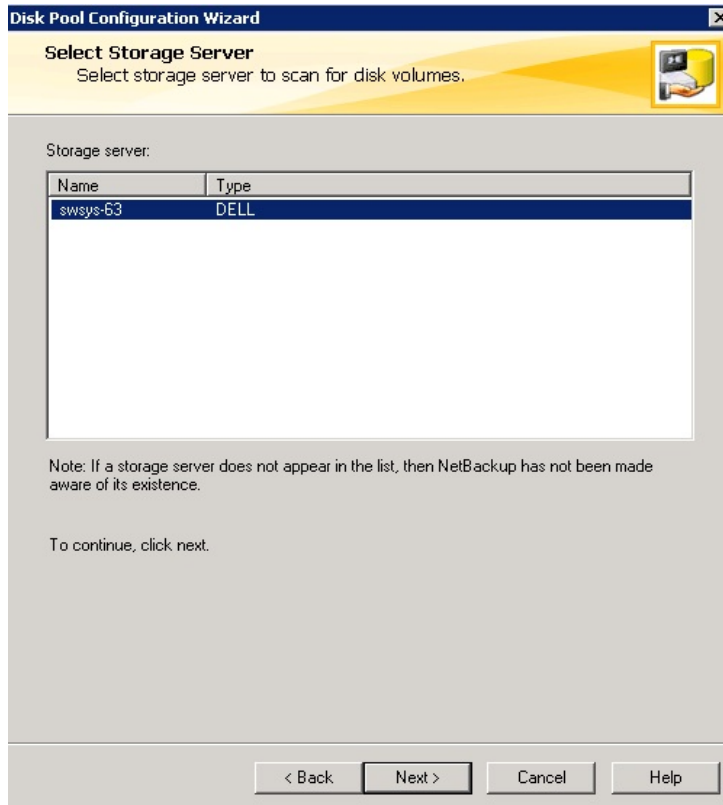 Disk Pool Configuration Wizard
Select Storage Server
Select storage server to scan for disk volumes.
Storage server:
Name Type
swsys-63 DELL
Note: If a storage server does not appear in the list, then NetBackup has not been made
aware of its existence.
To continue, click next.
< Back Next > Cancel Help